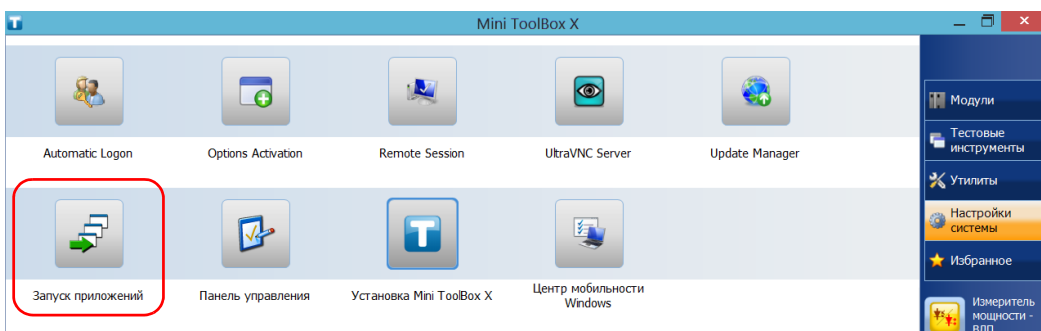 Mini ToolBox X
Automatic Logon
Options Activation
Remote Session
UltraVNC Server
Update Manager
Запуск приложений
Панель управления
Установка Mini ToolBox X
Центр мобильности
Windows
Модули
Тестовые
инструменты
Утилиты
Настройки
системы
Избранное
Измеритель
мощности -
ВЛП